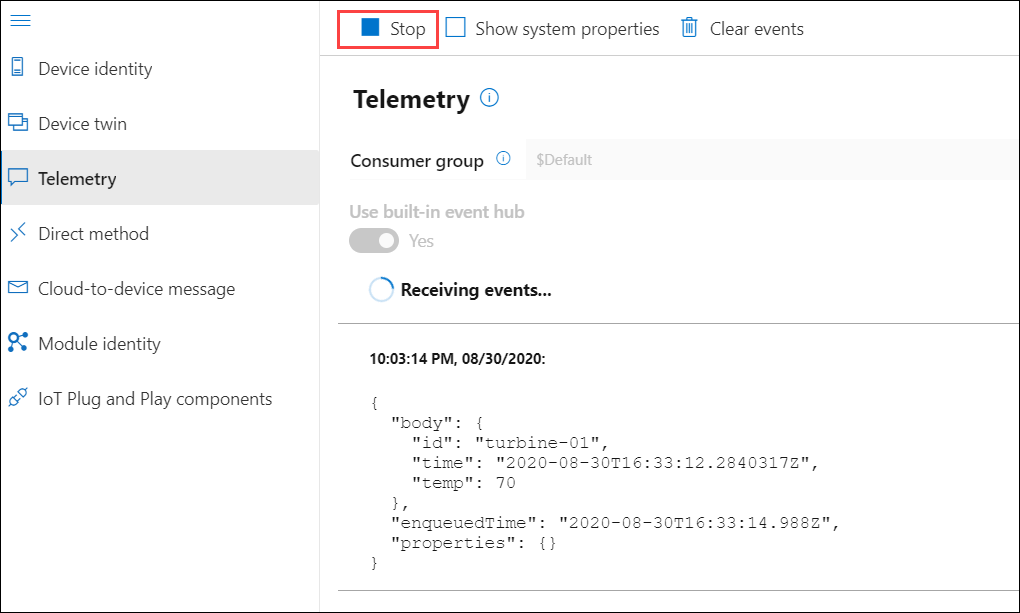 Stop Show system properties Clear events
Device identity
Device twin
Telemetry
Direct method
Cloud-to-device message
Module identity
IoT Plug and Play components
Telemetry
Consumer group $Default
Use built-in event hub
Yes
Receiving events...
10:03:14 PM, 08/30/2020:
{
  "body": {
    "id": "turbine-01",
    "time": "2020-08-30T16:33:12.2840317Z",
    "temp": 70
  },
  "enqueuedTime": "2020-08-30T16:33:14.988Z",
  "properties": {}
}